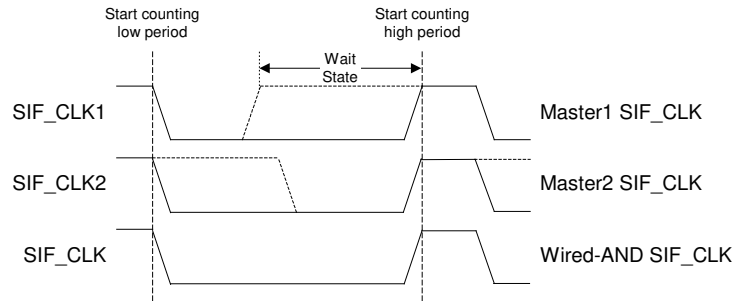 Start counting
low period
Start counting
high period
Wait
State
SIF_CLK1
Master1 SIF_CLK
SIF_CLK2
Master2 SIF_CLK
SIF_CLK
Wired-AND SIF_CLK